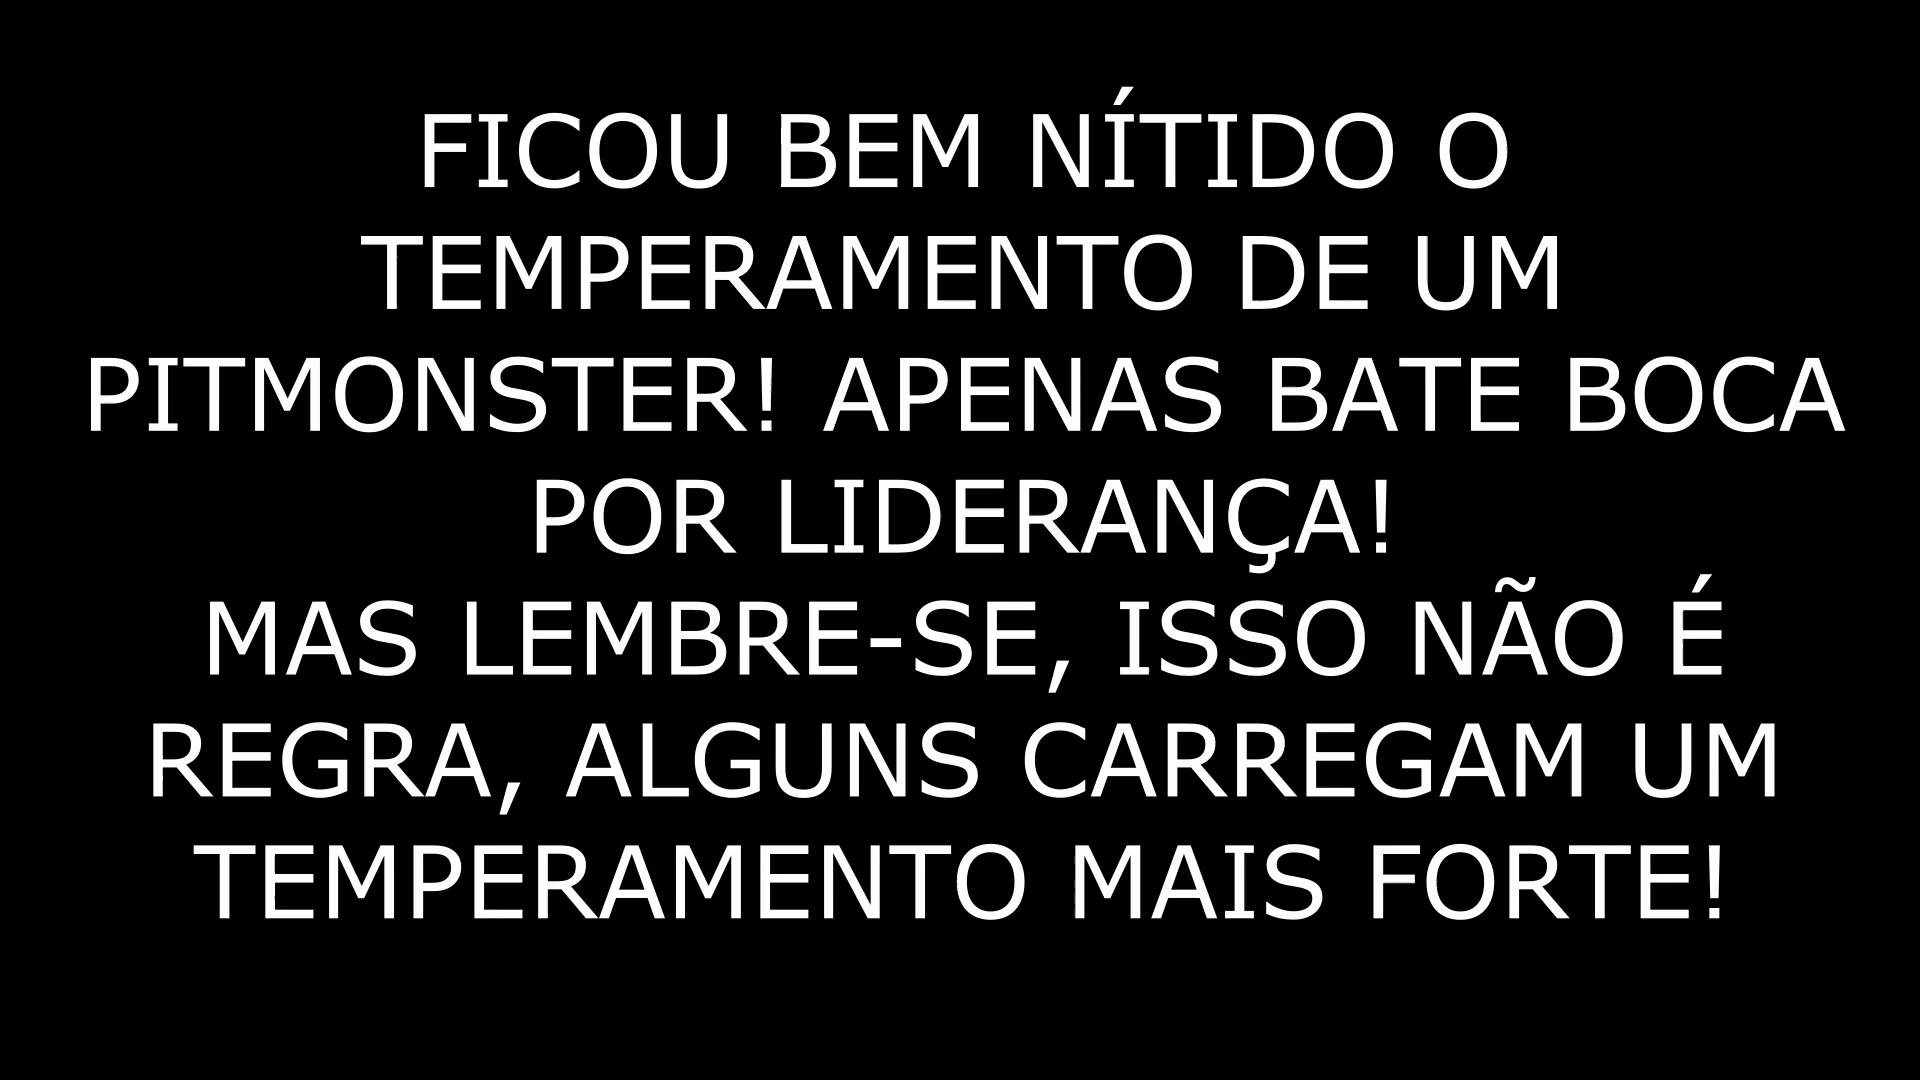 FICOU BEM NÍTIDO O
TEMPERAMENTO DE UM
PITMONSTER! APENAS BATE BOCA
POR LIDERANÇA!
MAS LEMBRE-SE, ISSO NÃO É
REGRA, ALGUNS CARREGAM UM
TEMPERAMENTO MAIS FORTE!